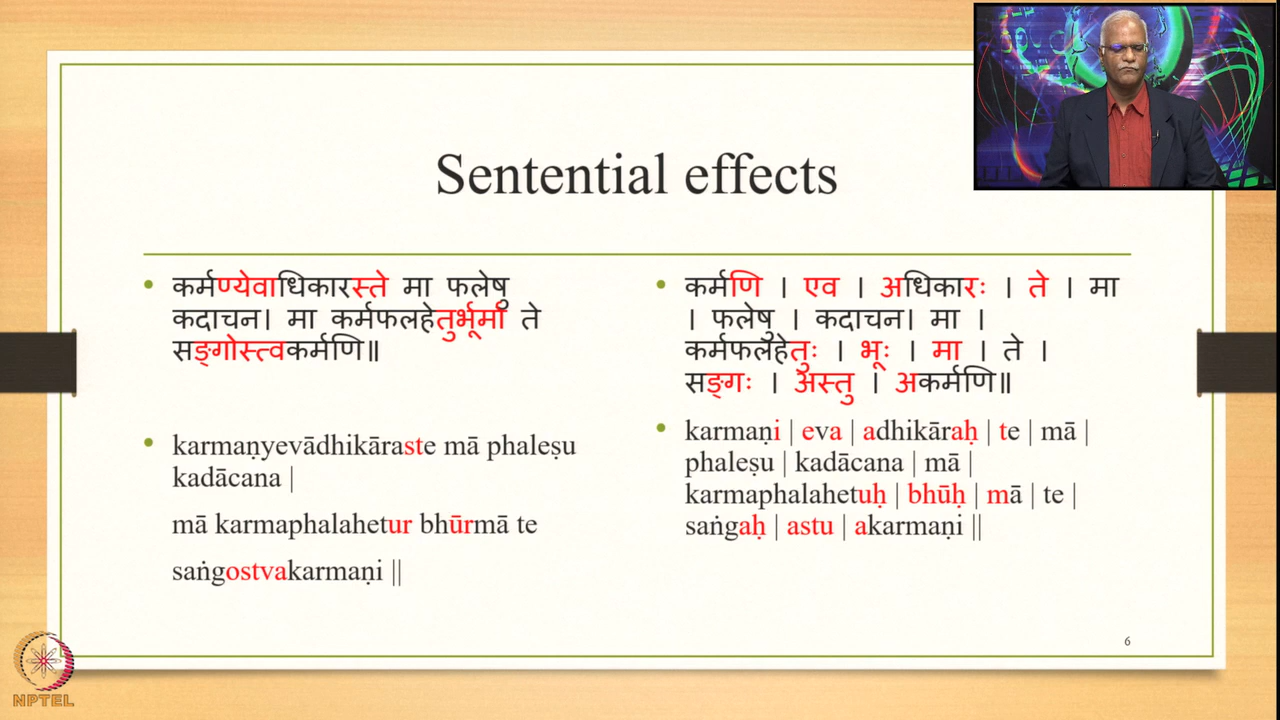 Sentential effects
• कर्मण्येवाधिकारस्ते मा फलेषु
कदाचन। मा कर्मफलहेतुर्भूर्मा ते
सङ्गोस्त्वकर्मणि॥
• karmaṇyevādhikāraste mā phaleṣu
kadācana |
mā karmaphalahetur bhūrmā te
saṅgostvakarmaṇi ||
• कर्मणि । एव । अधिकारः । ते । मा
। फलेषु । कदाचन। मा ।
कर्मफलहेतुः । भूः । मा । ते ।
सङ्गः । अस्तु । अकर्मणि॥
• karmaṇi | eva | adhikāraḥ | te | mā |
phaleṣu | kadācana | mā |
karmaphalahetuḥ | bhūḥ | mā | te |
saṅgaḥ | astu | akarmaṇi ||
6
NPTEL